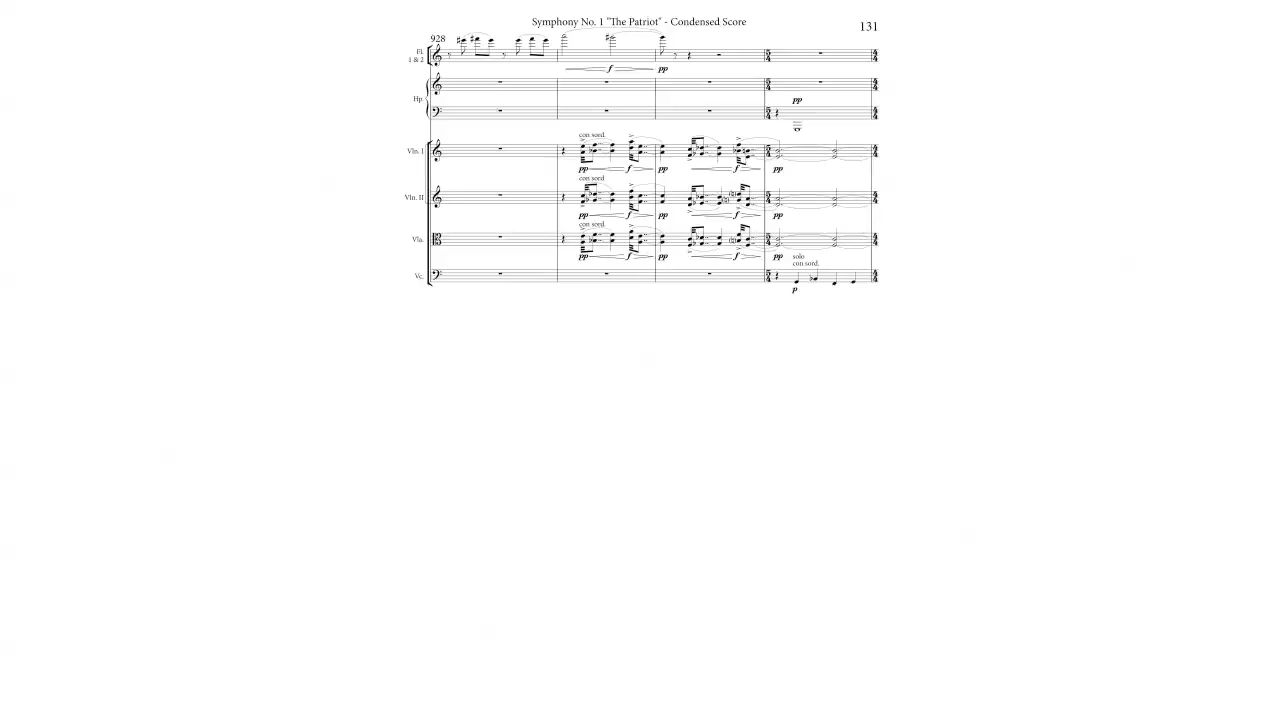 Symphony No. 1 "The Patriot" - Condensed Score
131
928
Fl.
1 & 2
f
pp
Hp.
pp
con sord.
Vln. I
pp f pp f pp
con sord
Vln. II
pp f pp f pp
con sord.
Vla.
pp f pp f pp
solo
con sord.
Vc.
p